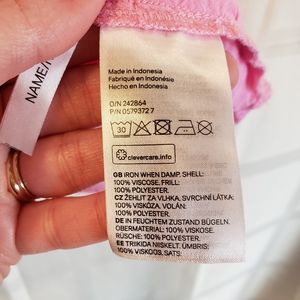 NAME/
Made in Indonesia
Fabriqué en Indonésie
Hecho en Indonesia
O/N 242864
P/N 05793727
30
clevercare.info
GB IRON WHEN DAMP. SHELL:
100% VISCOSE. FRILL:
100% POLYESTER.
CZ ŽEHLIT ZA VLHKA. SVRCHNÍ LÁTKA:
100% VISKÓZA. VOLÁN:
100% POLYESTER.
DE IN FEUCHTEM ZUSTAND BÜGELN.
OBERMATERIAL: 100% VISKOSE.
RÜSCHE: 100% POLYESTER.
EE TRIIKIDA NIISKELT. ÜMBRIS:
100% VISKOOS. SATS: